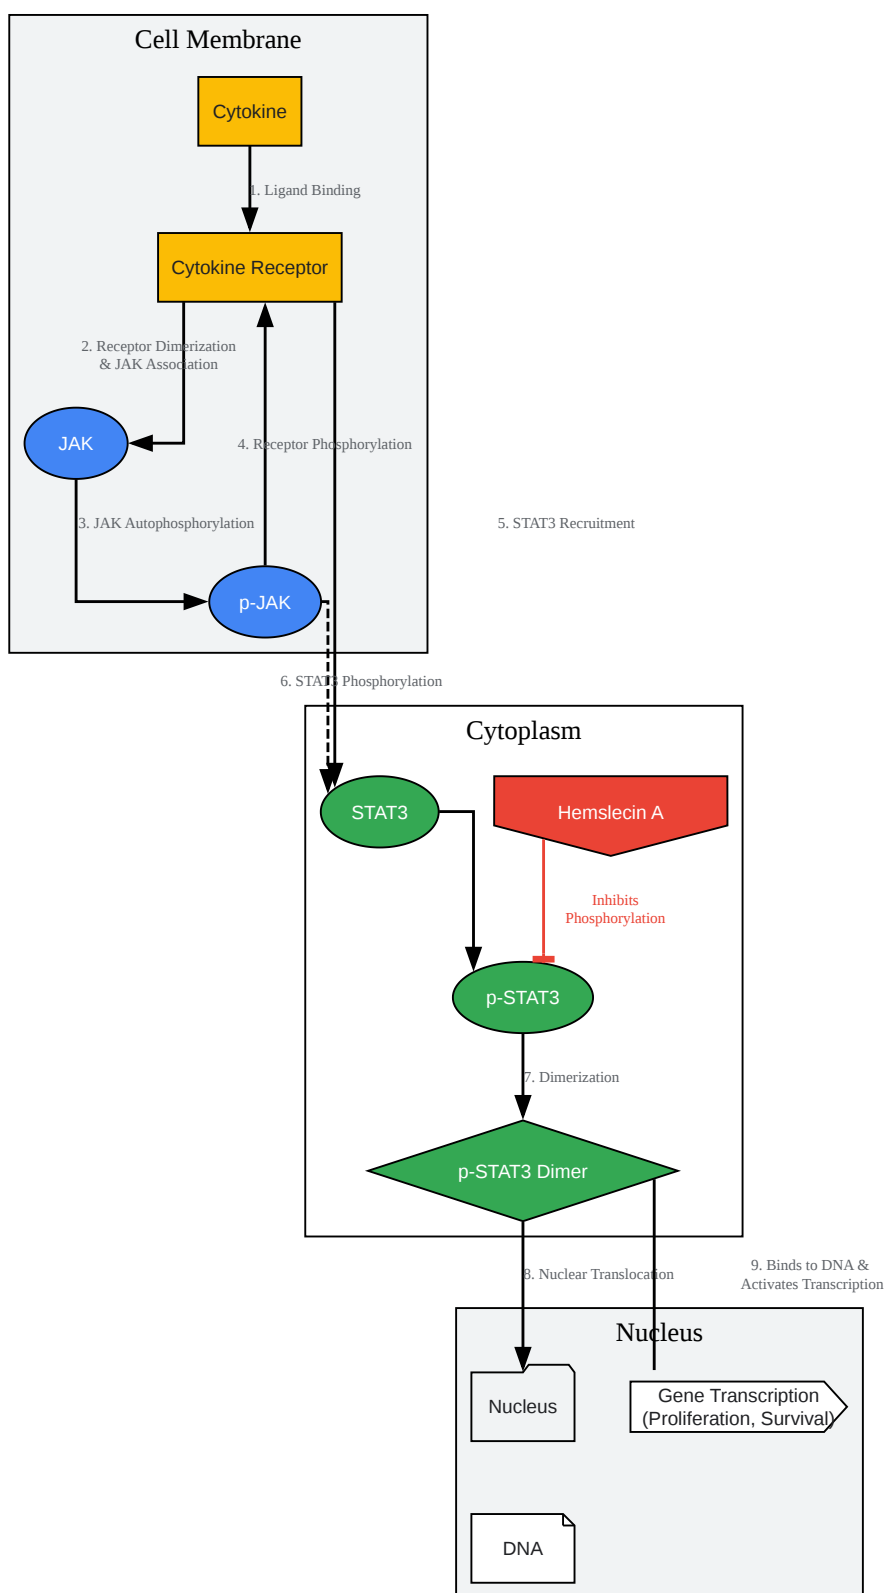 Cell Membrane
Cytokine
1. Ligand Binding
Cytokine Receptor
2. Receptor Dimerization
& JAK Association
JAK
4. Receptor Phosphorylation
3. JAK Autophosphorylation
5. STAT3 Recruitment
p-JAK
6. STAT3 Phosphorylation
Cytoplasm
STAT3
Hemslecin A
Inhibits
Phosphorylation
p-STAT3
7. Dimerization
p-STAT3 Dimer
8. Nuclear Translocation
9. Binds to DNA &
Activates Transcription
Nucleus
Nucleus
Gene Transcription
(Proliferation, Survival)
DNA